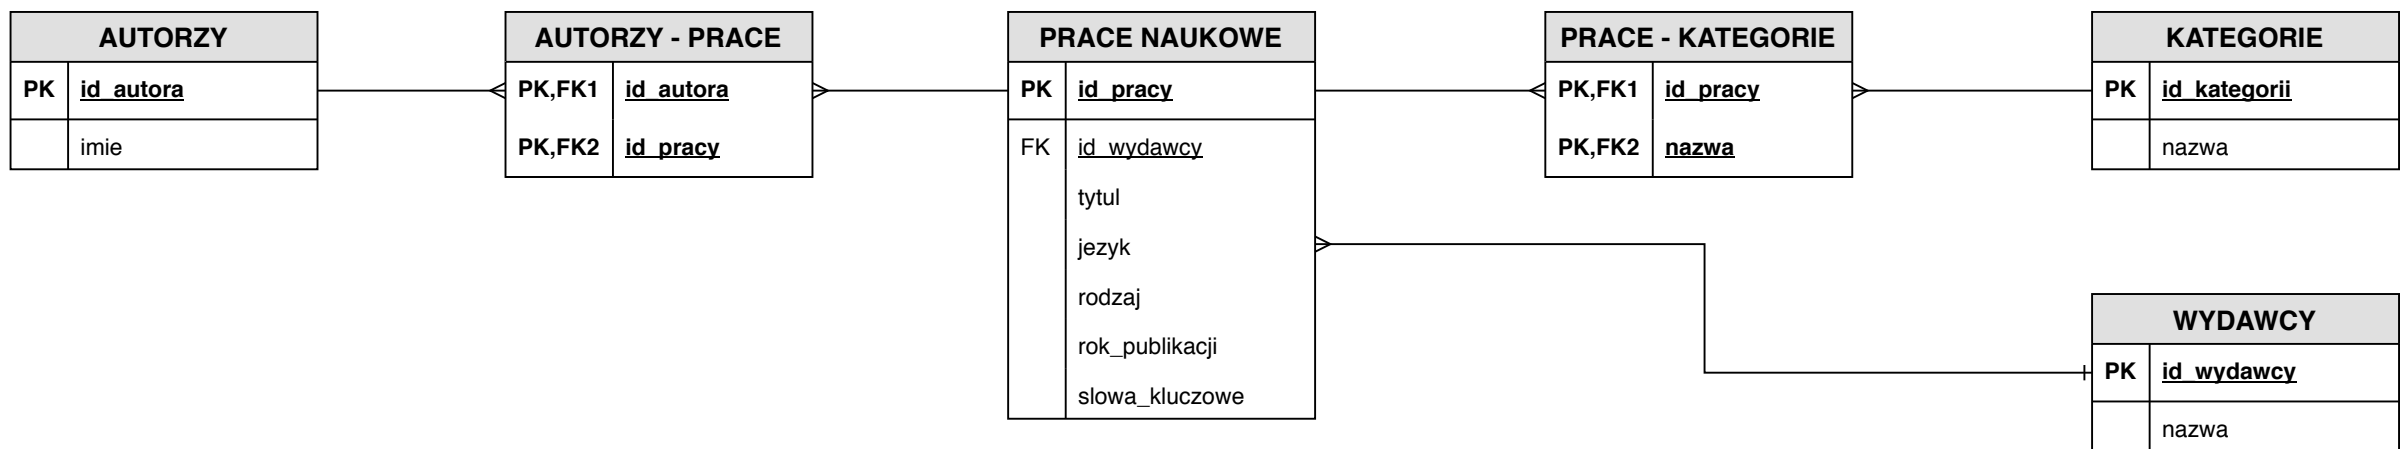 AUTORZY
PK id_autora
imie
AUTORZY - PRACE
PK,FK1 id_autora
PK,FK2 id_pracy
PRACE NAUKOWE
PK id_pracy
FK id_wydawcy
tytul
jezyk
rodzaj
rok_publikacji
slowa_kluczowe
PRACE - KATEGORIE
PK,FK1 id_pracy
PK,FK2 nazwa
KATEGORIE
PK id_kategorii
nazwa
WYDAWCY
PK id_wydawcy
nazwa